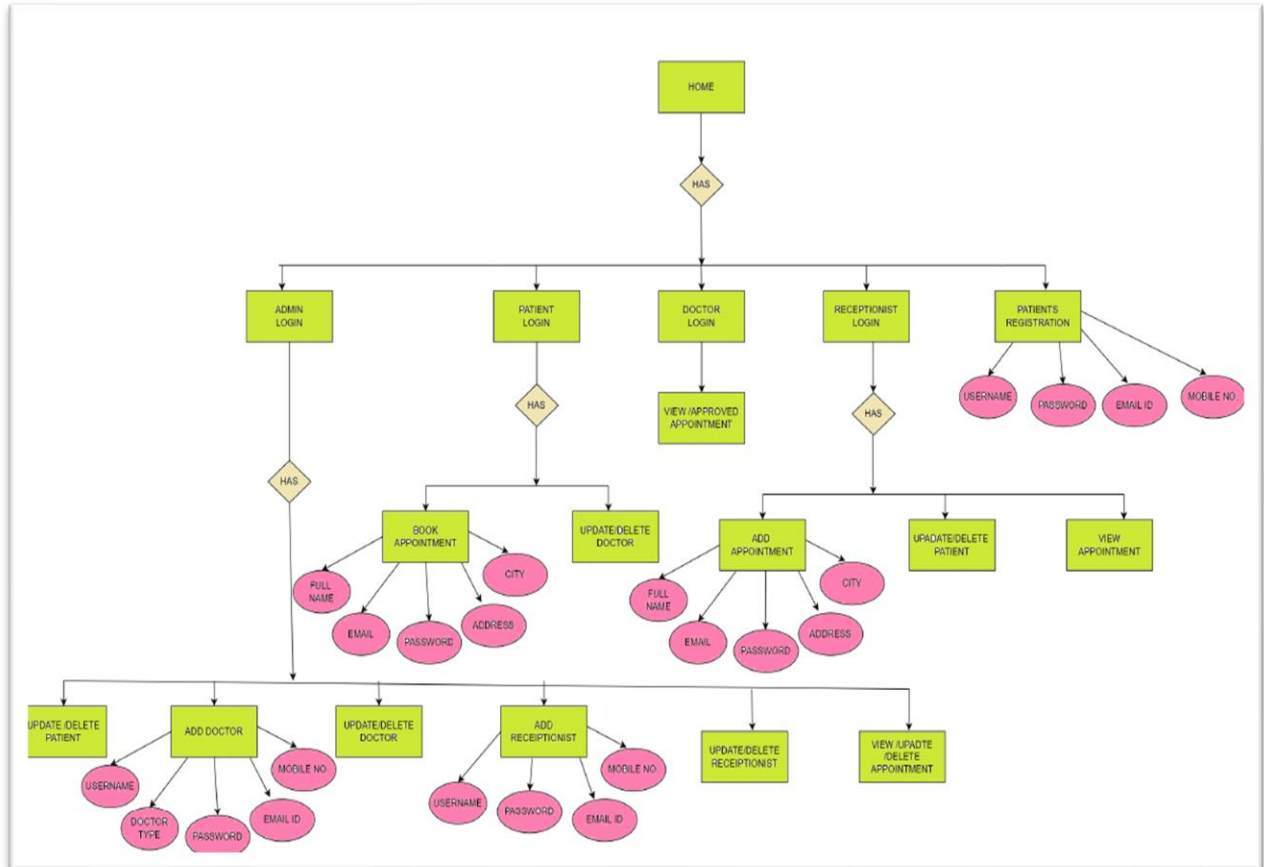 HOME
HAS
ADMIN
LOGIN
PATIENT
LOGIN
DOCTOR
LOGIN
RECEPTIONIST
LOGIN
PATIENTS
REGISTRATION
USERNAME
PASSWORD
EMAIL ID
MOBILE NO.
HAS
VIEW /APPROVED
APPOINTMENT
HAS
HAS
BOOK
APPOINTMENT
UPDATE/DELETE
DOCTOR
ADD
APPOINTMENT
UPADATE/DELETE
PATIENT
VIEW
APPOINTMENT
FULL
NAME
EMAIL
PASSWORD
ADDRESS
CITY
FULL
NAME
EMAIL
PASSWORD
ADDRESS
CITY
UPDATE /DELETE
PATIENT
ADD DOCTOR
UPDATE/DELETE
DOCTOR
ADD
RECEIPTIONIST
UPDATE/DELETE
RECEIPTIONIST
VIEW /UPADTE
/DELETE
APPOINTMENT
USERNAME
DOCTOR
TYPE
PASSWORD
EMAIL ID
MOBILE NO.
USERNAME
PASSWORD
EMAIL ID
MOBILE NO.